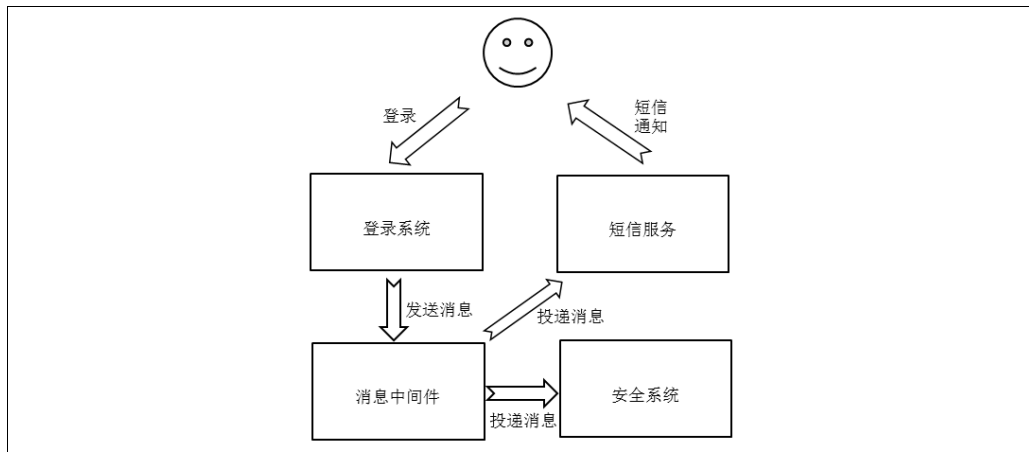 登录
短信
通知
登录系统
短信服务
发送消息
投递消息
消息中间件
安全系统
投递消息